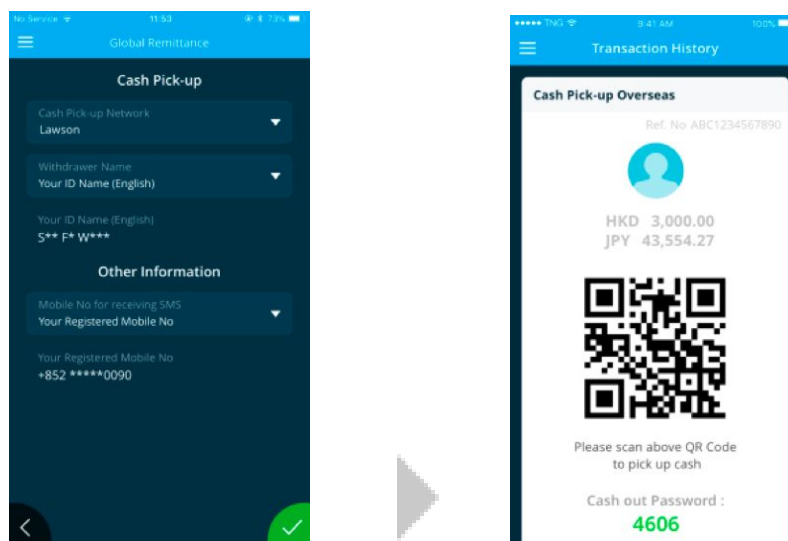 No Service 11:53 73%
Global Remittance
Cash Pick-up
Cash Pick-up Network
Lawson
Withdrawer Name
Your ID Name (English)
Your ID Name (English)
S** F* W***
Other Information
Mobile No for receiving SMS
Your Registered Mobile No
Your Registered Mobile No
+852 *****0090
TNG 9:41 AM 100%
Transaction History
Cash Pick-up Overseas
Ref. No ABC1234567890
HKD 3,000.00
JPY 43,554.27
Please scan above QR Code
to pick up cash
Cash out Password :
4606